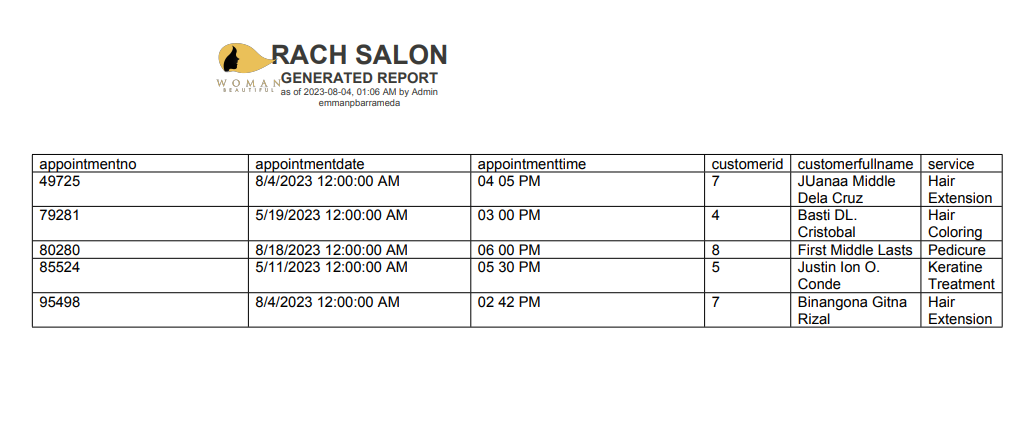 RACH SALON
WOMAN
BEAUTIFUL
GENERATED REPORT
as of 2023-08-04, 01:06 AM by Admin
emmanpbarrameda
appointmentno appointmentdate appointmenttime customerid customerfullname service
49725 8/4/2023 12:00:00 AM 04 05 PM 7 JUanaa Middle Hair
Dela Cruz Extension
79281 5/19/2023 12:00:00 AM 03 00 PM 4 Basti DL. Hair
Cristobal Coloring
80280 8/18/2023 12:00:00 AM 06 00 PM 8 First Middle Lasts Pedicure
85524 5/11/2023 12:00:00 AM 05 30 PM 5 Justin Ion O. Keratine
Conde Treatment
95498 8/4/2023 12:00:00 AM 02 42 PM 7 Binangona Gitna Hair
Rizal Extension